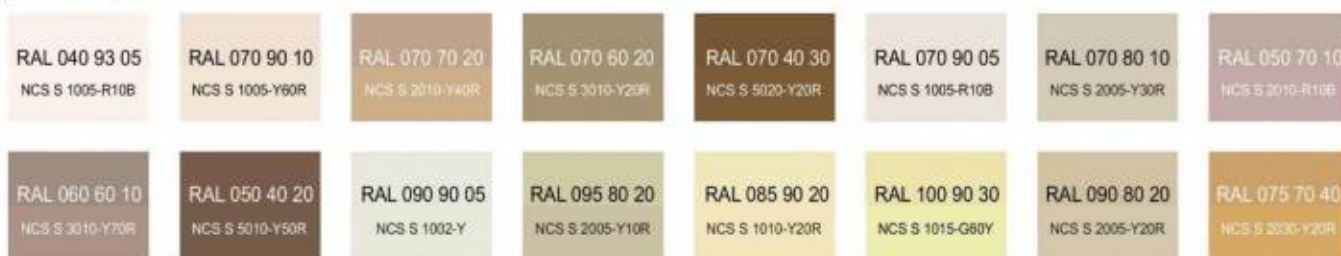 RAL 040 93 05
NCS S 1005-R10B
RAL 070 90 10
NCS S 1005-Y60R
RAL 070 70 20
NCS S 2010-Y40R
RAL 070 60 20
NCS S 3010-Y20R
RAL 070 40 30
NCS S 5020-Y20R
RAL 070 90 05
NCS S 1005-R10B
RAL 070 80 10
NCS S 2005-Y30R
RAL 050 70 10
NCS S 2010-R10B
RAL 060 60 10
NCS S 3010-Y70R
RAL 050 40 20
NCS S 5010-Y50R
RAL 090 90 05
NCS S 1002-Y
RAL 095 80 20
NCS S 2005-Y10R
RAL 085 90 20
NCS S 1010-Y20R
RAL 100 90 30
NCS S 1015-G60Y
RAL 090 80 20
NCS S 2005-Y20R
RAL 075 70 40
NCS S 2030-Y20R